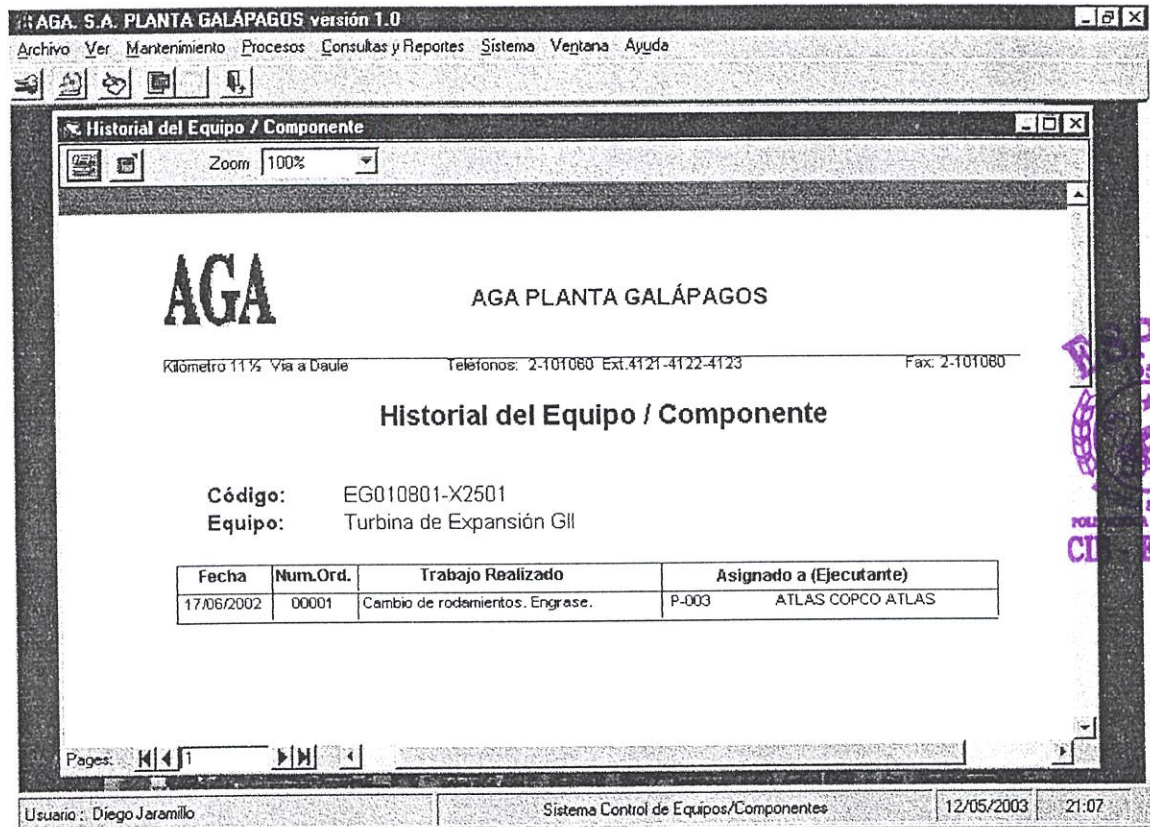 AGA. S.A. PLANTA GALÁPAGOS versión 1.0
Archivo Ver Mantenimiento Procesos Consultas y Reportes Sistema Ventana Ayuda
Historial del Equipo / Componente
Zoom 100%
AGA
AGA PLANTA GALÁPAGOS
Kilómetro 11 ½ Via a Daule Teléfonos: 2-101060 Ext.4121-4122-4123 Fax: 2-101060
Historial del Equipo / Componente
Código: EG010801-X2501
Equipo: Turbina de Expansión GII
Fecha Num.Ord. Trabajo Realizado Asignado a (Ejecutante)
17/06/2002 00001 Cambio de rodamientos. Engrase. P-003 ATLAS COPCO ATLAS
Pages: 1
Usuario : Diego Jaramillo Sistema Control de Equipos/Componentes 12/05/2003 21:07